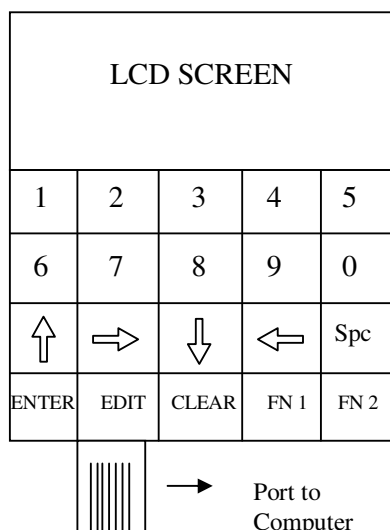 LCD SCREEN
1 2 3 4 5
6 7 8 9 0
Spc
ENTER EDIT CLEAR FN 1 FN 2
Port to
Computer